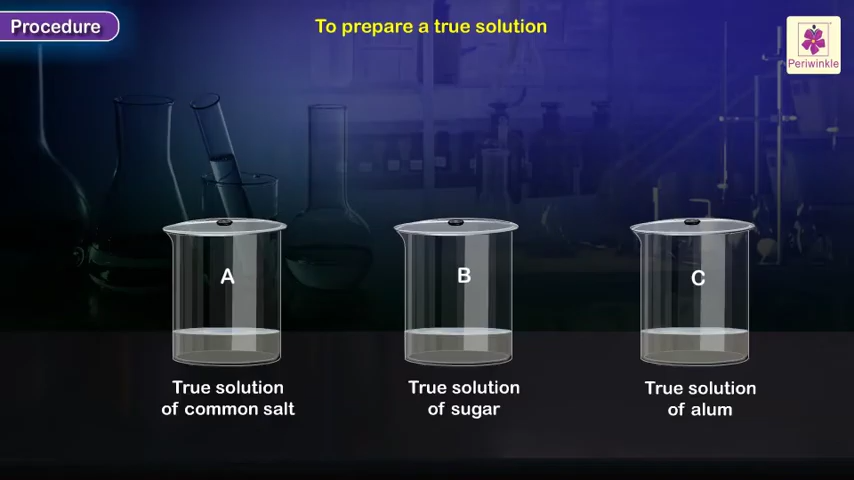 Procedure
To prepare a true solution
Periwinkle
A
B
C
True solution
of common salt
True solution
of sugar
True solution
of alum